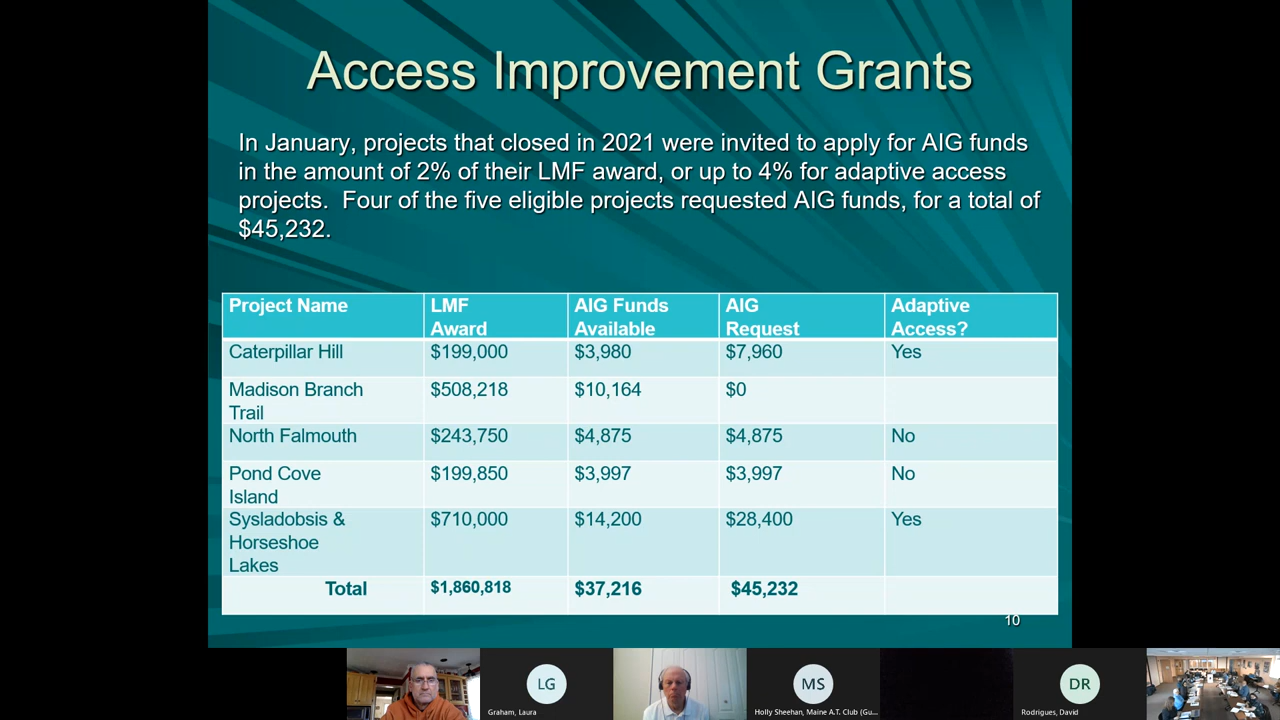 Access Improvement Grants
In January, projects that closed in 2021 were invited to apply for AIG funds
in the amount of 2% of their LMF award, or up to 4% for adaptive access
projects.  Four of the five eligible projects requested AIG funds, for a total of
$45,232.
Project Name LMF Award AIG Funds Available AIG Request Adaptive Access?
Caterpillar Hill $199,000 $3,980 $7,960 Yes
Madison Branch Trail $508,218 $10,164 $0
North Falmouth $243,750 $4,875 $4,875 No
Pond Cove Island $199,850 $3,997 $3,997 No
Sysladobsis & Horseshoe Lakes $710,000 $14,200 $28,400 Yes
Total $1,860,818 $37,216 $45,232
10
LG
Graham, Laura
MS
Holly Sheehan, Maine A.T. Club (Gu...
DR
Rodrigues, David